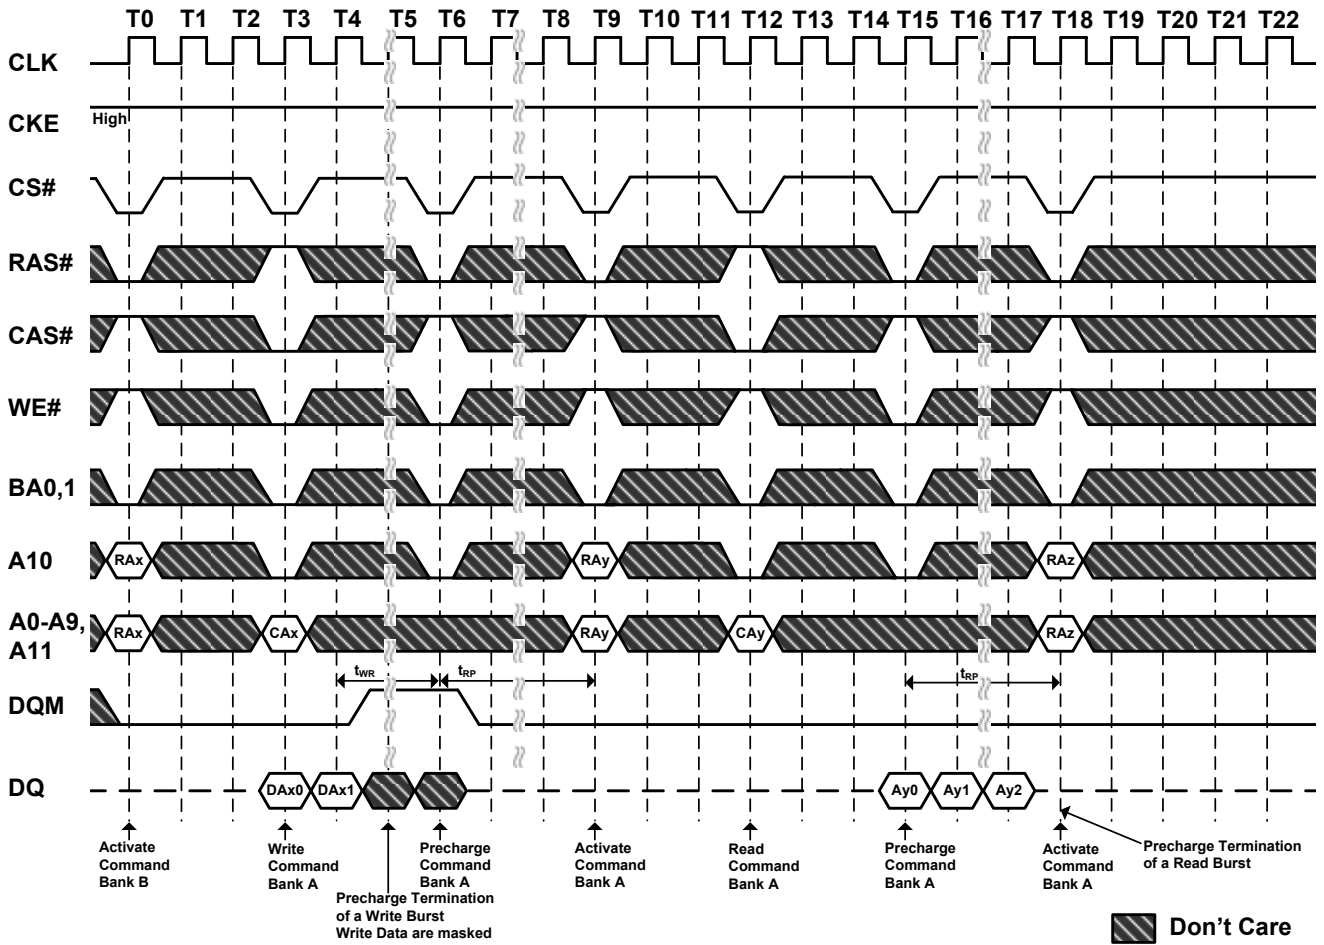 T0 T1 T2 T3 T4 T5 T6 T7 T8 T9 T10 T11 T12 T13 T14 T15 T16 T17 T18 T19 T20 T21 T22
CLK
CKE
High
CS#
RAS#
CAS#
WE#
BA0,1
A10
RAx RAy RAz
A0-A9,
A11
RAx CAx RAy CAy RAz
tWR tRP tRP
DQM
DQ
DAx0 DAx1 Ay0 Ay1 Ay2
Activate
Command
Bank B
Write
Command
Bank A
Precharge Termination
of a Write Burst
Write Data are masked
Precharge
Command
Bank A
Activate
Command
Bank A
Read
Command
Bank A
Precharge
Command
Bank A
Activate
Command
Bank A
Precharge Termination
of a Read Burst
Don't Care